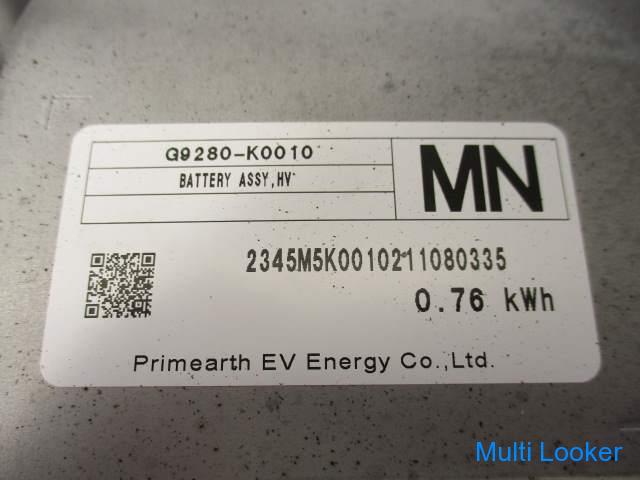 G9280-K0010
BATTERY ASSY,HV
MN
2345M5K0010211080335
0.76 kWh
Primearth EV Energy Co.,Ltd.
Multi Looker